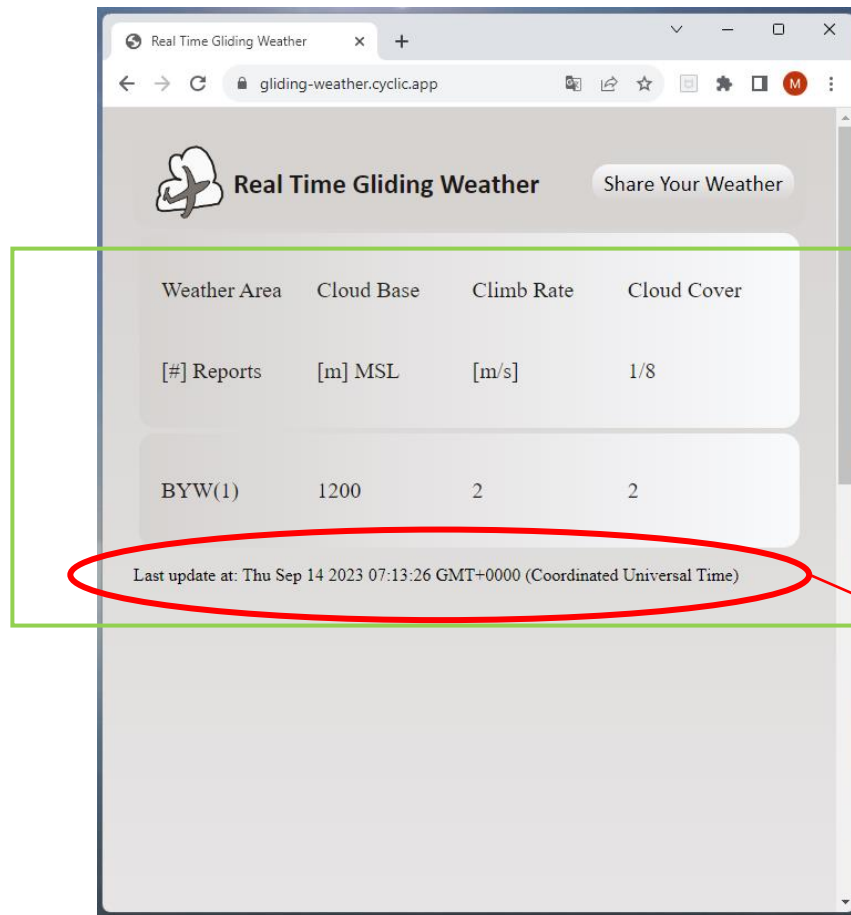 Real Time Gliding Weather
gliding-weather.cyclic.app
M
Real Time Gliding Weather
Share Your Weather
Weather Area Cloud Base Climb Rate Cloud Cover
[#] Reports [m] MSL [m/s] 1/8
BYW(1) 1200 2 2
Last update at: Thu Sep 14 2023 07:13:26 GMT+0000 (Coordinated Universal Time)